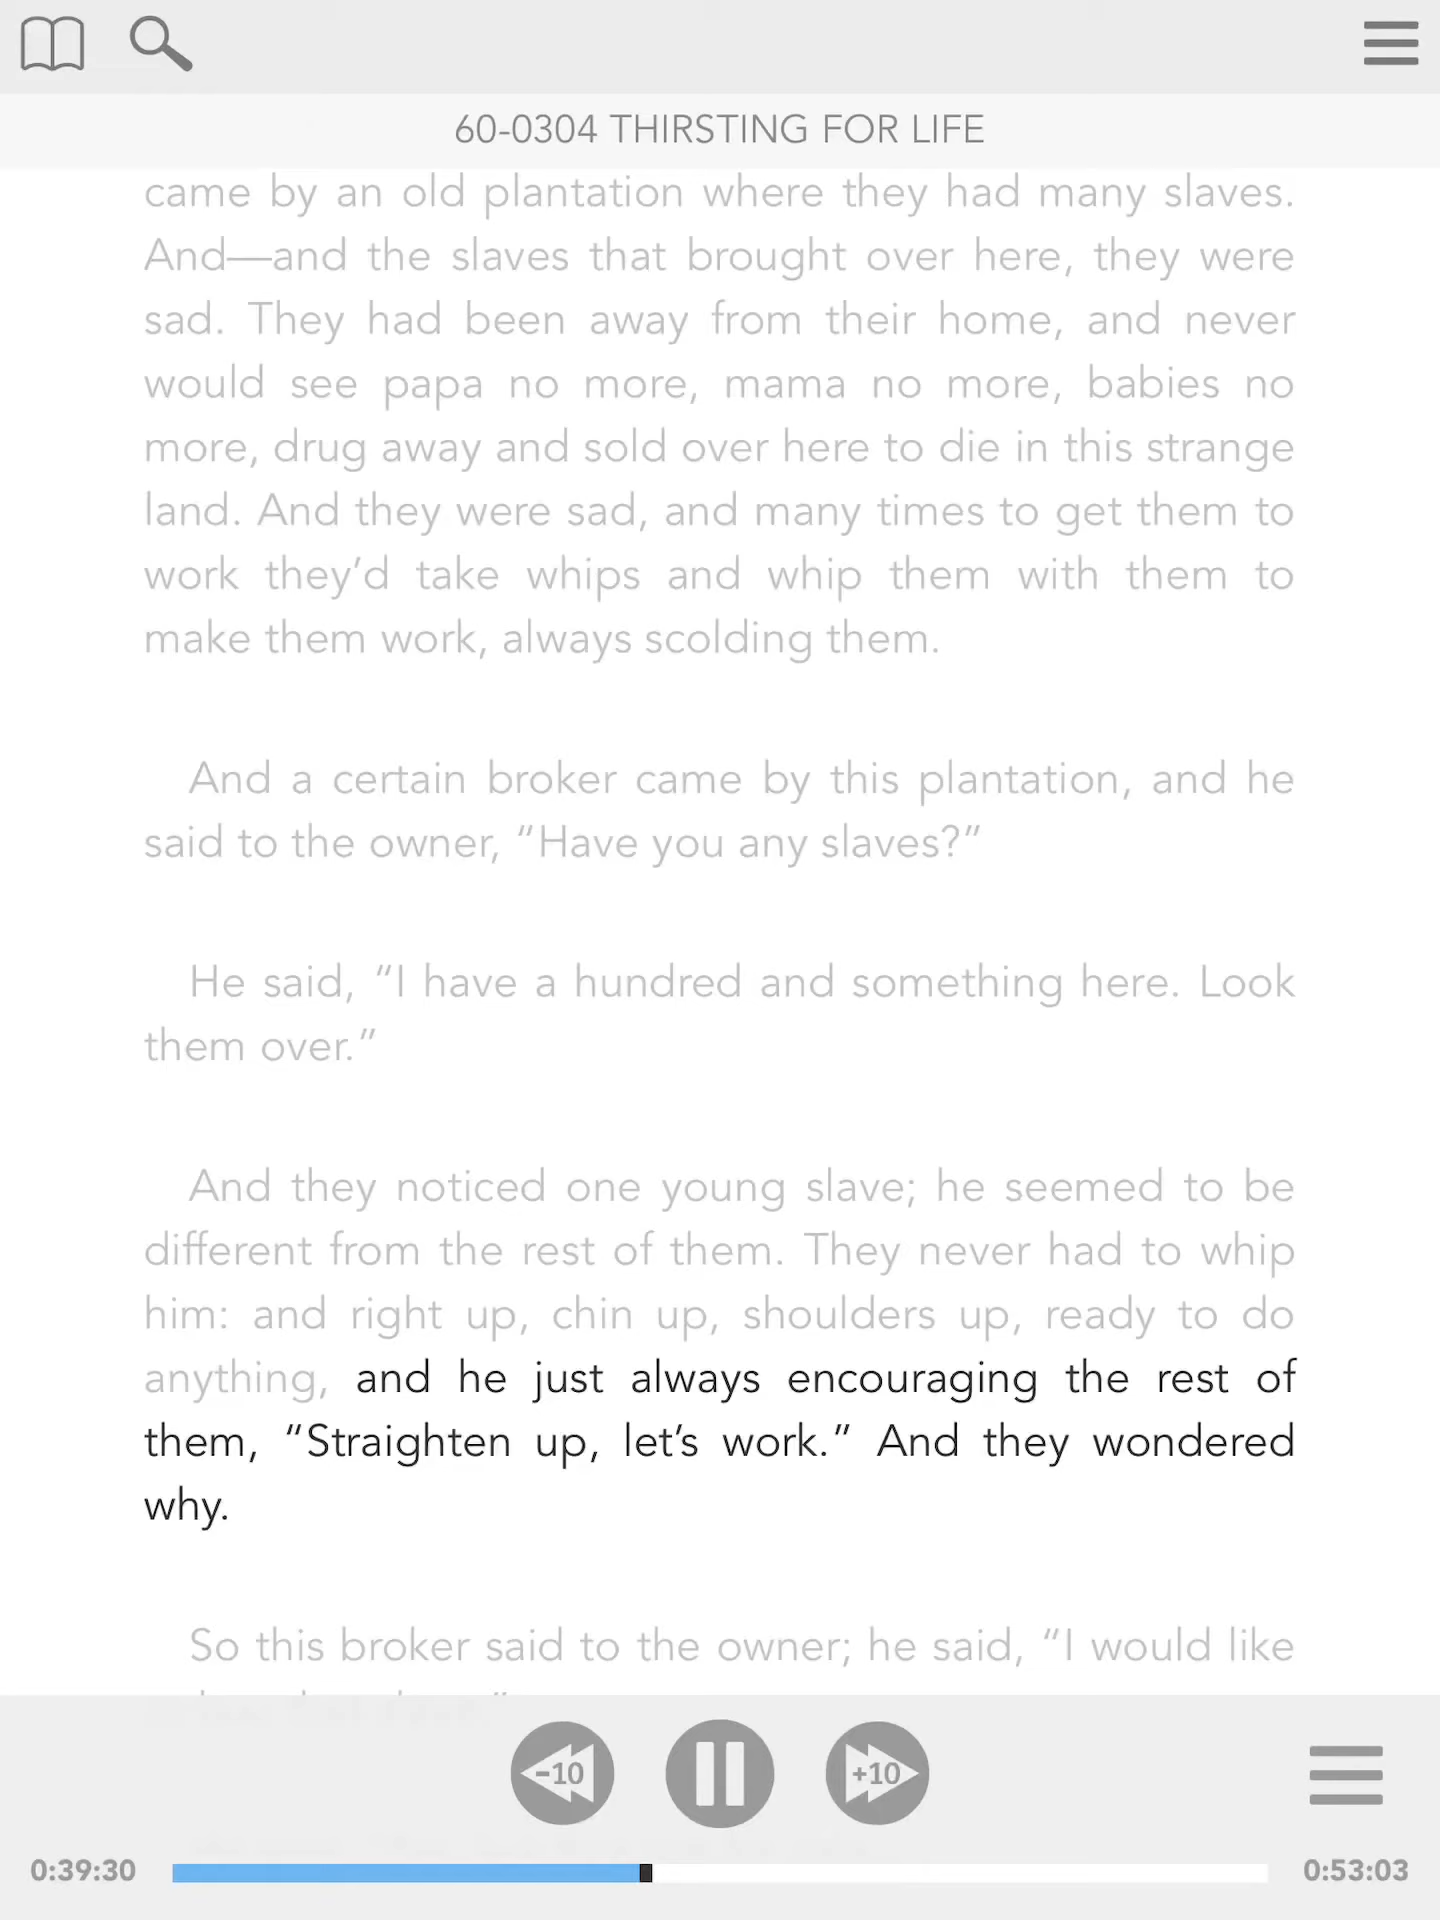 60-0304 THIRSTING FOR LIFE
came by an old plantation where they had many slaves.
And—and the slaves that brought over here, they were
sad. They had been away from their home, and never
would see papa no more, mama no more, babies no
more, drug away and sold over here to die in this strange
land. And they were sad, and many times to get them to
work they’d take whips and whip them with them to
make them work, always scolding them.
And a certain broker came by this plantation, and he
said to the owner, “Have you any slaves?”
He said, “I have a hundred and something here. Look
them over.”
And they noticed one young slave; he seemed to be
different from the rest of them. They never had to whip
him: and right up, chin up, shoulders up, ready to do
anything, and he just always encouraging the rest of
them, “Straighten up, let’s work.” And they wondered
why.
So this broker said to the owner; he said, “I would like
-10 +10
0:39:30 0:53:03